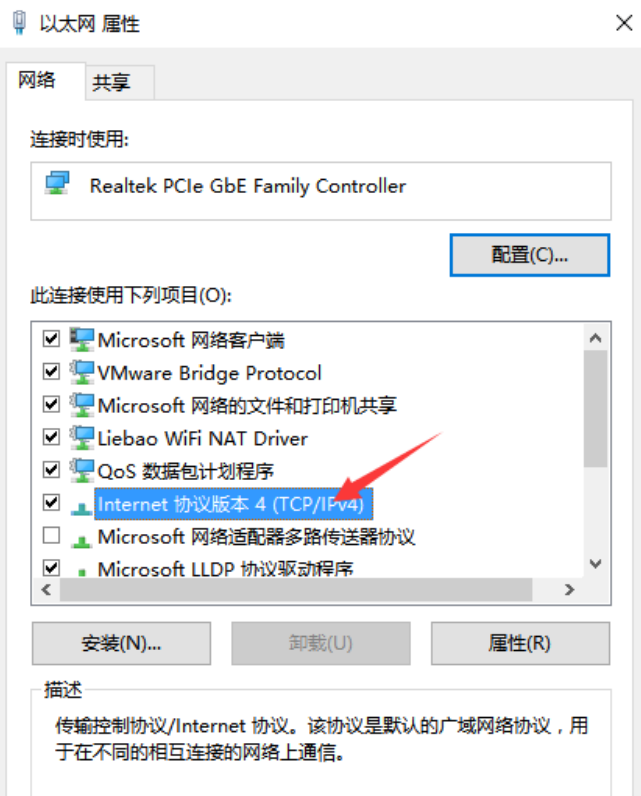 以太网 属性
网络
共享
连接时使用:
Realtek PCIe GbE Family Controller
配置(C)...
此连接使用下列项目(O):
Microsoft 网络客户端
VMware Bridge Protocol
Microsoft 网络的文件和打印机共享
Liebao WiFi NAT Driver
QoS 数据包计划程序
Internet 协议版本 4 (TCP/IPv4)
Microsoft 网络适配器多路传送器协议
Microsoft LLDP 协议驱动程序
安装(N)...
卸载(U)
属性(R)
描述
传输控制协议/Internet 协议。该协议是默认的广域网络协议，用
于在不同的相互连接的网络上通信。